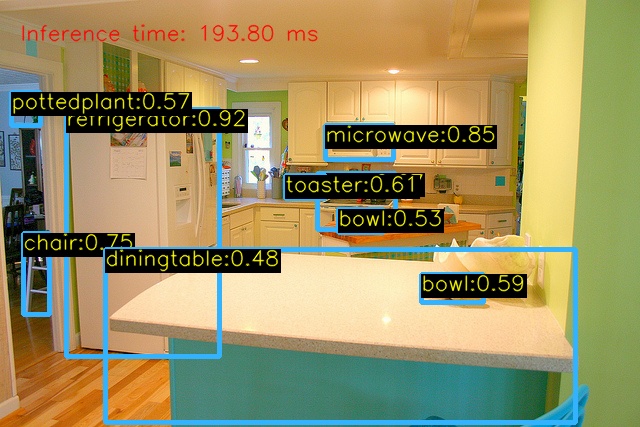 Inference time: 193.80 ms
pottedplant:0.57
refrigerator:0.92
microwave:0.85
toaster:0.61
bowl:0.53
chair:0.75
diningtable:0.48
bowl:0.59